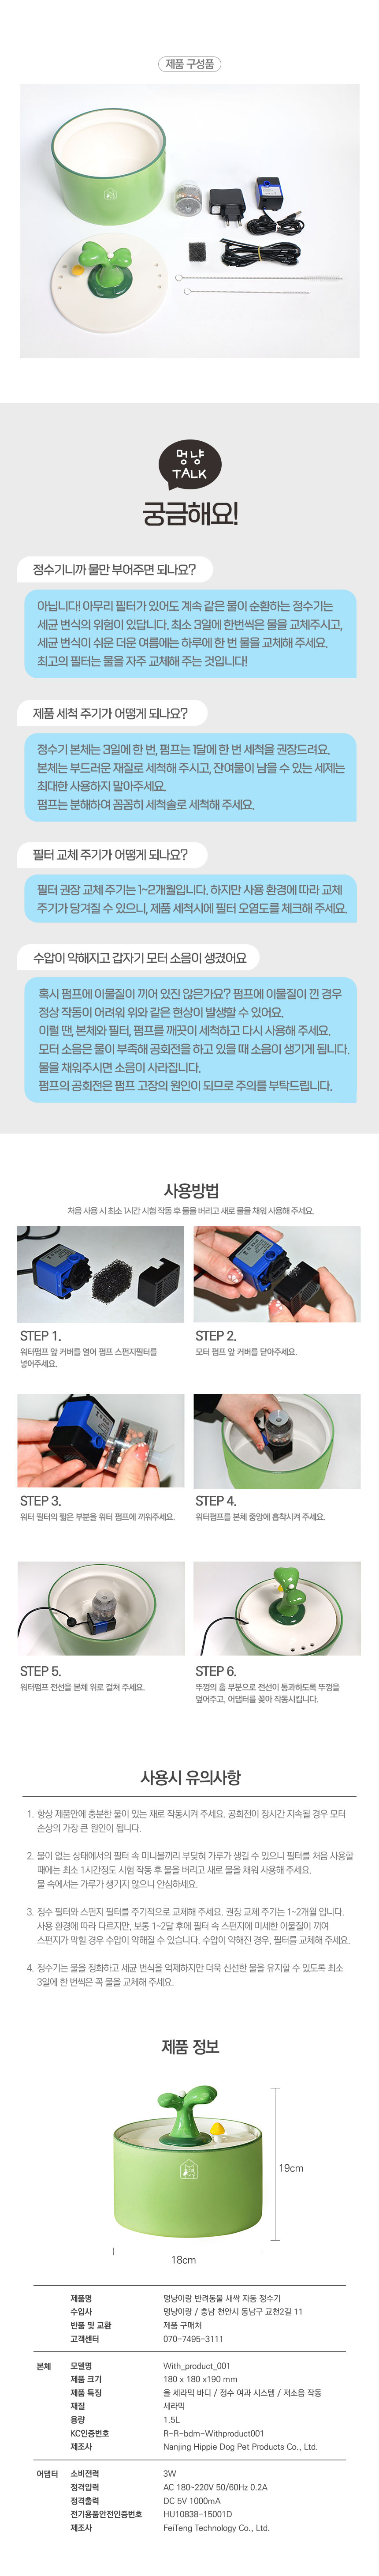 제품 구성품
멍냥
TALK
궁금해요!
정수기니까 물만 부어주면 되나요?
아닙니다! 아무리 필터가 있어도 계속 같은 물이 순환하는 정수기는
세균 번식의 위험이 있답니다. 최소 3일에 한번씩은 물을 교체주시고,
세균 번식이 쉬운 더운 여름에는 하루에 한 번 물을 교체해 주세요.
최고의 필터는 물을 자주 교체해 주는 것입니다!
제품 세척 주기가 어떻게 되나요?
정수기 본체는 3일에 한 번, 펌프는 1달에 한 번 세척을 권장드려요.
본체는 부드러운 재질로 세척해 주시고, 잔여물이 남을 수 있는 세제는
최대한 사용하지 말아주세요.
펌프는 분해하여 꼼꼼히 세척솔로 세척해 주세요.
필터 교체 주기가 어떻게 되나요?
필터 권장 교체 주기는 1~2개월입니다. 하지만 사용 환경에 따라 교체
주기가 당겨질 수 있으니, 제품 세척시에 필터 오염도를 체크해 주세요.
수압이 약해지고 갑자기 모터 소음이 생겼어요
혹시 펌프에 이물질이 끼어 있진 않은가요? 펌프에 이물질이 낀 경우
정상 작동이 어려워 위와 같은 현상이 발생할 수 있어요.
이럴 땐, 본체와 필터, 펌프를 깨끗이 세척하고 다시 사용해 주세요.
모터 소음은 물이 부족해 공회전을 하고 있을 때 소음이 생기게 됩니다.
물을 채워주시면 소음이 사라집니다.
펌프의 공회전은 펌프 고장의 원인이 되므로 주의를 부탁드립니다.
사용방법
처음 사용 시 최소 1시간 시험 작동 후 물을 버리고 새로 물을 채워 사용해 주세요.
STEP 1.
워터펌프 앞 커버를 열어 펌프 스펀지필터를
넣어주세요.
STEP 2.
모터 펌프 앞 커버를 닫아주세요.
STEP 3.
워터 필터의 짧은 부분을 워터 펌프에 끼워주세요.
STEP 4.
워터펌프를 본체 중앙에 흡착시켜 주세요.
STEP 5.
워터펌프 전선을 본체 위로 걸쳐 주세요.
STEP 6.
뚜껑의 홈 부분으로 전선이 통과하도록 뚜껑을
덮어주고, 어댑터를 꽂아 작동시킵니다.
사용시 유의사항
1. 항상 제품안에 충분한 물이 있는 채로 작동시켜 주세요. 공회전이 장시간 지속될 경우 모터
손상의 가장 큰 원인이 됩니다.
2. 물이 없는 상태에서의 필터 속 미니볼끼리 부딪혀 가루가 생길 수 있으니 필터를 처음 사용할
때에는 최소 1시간정도 시험 작동 후 물을 버리고 새로 물을 채워 사용해 주세요.
물 속에서는 가루가 생기지 않으니 안심하세요.
3. 정수 필터와 스펀지 필터를 주기적으로 교체해 주세요. 권장 교체 주기는 1~2개월 입니다.
사용 환경에 따라 다르지만, 보통 1~2달 후에 필터 속 스펀지에 미세한 이물질이 끼여
스펀지가 막힐 경우 수압이 약해질 수 있습니다. 수압이 약해진 경우, 필터를 교체해 주세요.
4. 정수기는 물을 정화하고 세균 번식을 억제하지만 더욱 신선한 물을 유지할 수 있도록 최소
3일에 한 번씩은 꼭 물을 교체해 주세요.
제품 정보
19cm
18cm
제품명 멍냥이랑 반려동물 새싹 자동 정수기
수입사 멍냥이랑 / 충남 천안시 동남구 교천2길 11
반품 및 교환 제품 구매처
고객센터 070-7495-3111
본체 모델명 With_product_001
제품 크기 180 x 180 x190 mm
제품 특징 올 세라믹 바디 / 정수 여과 시스템 / 저소음 작동
재질 세라믹
용량 1.5L
KC인증번호 R-R-bdm-Withproduct001
제조사 Nanjing Hippie Dog Pet Products Co., Ltd.
어댑터 소비전력 3W
정격입력 AC 180~220V 50/60Hz 0.2A
정격출력 DC 5V 1000mA
전기용품안전인증번호 HU10838-15001D
제조사 FeiTeng Technology Co., Ltd.